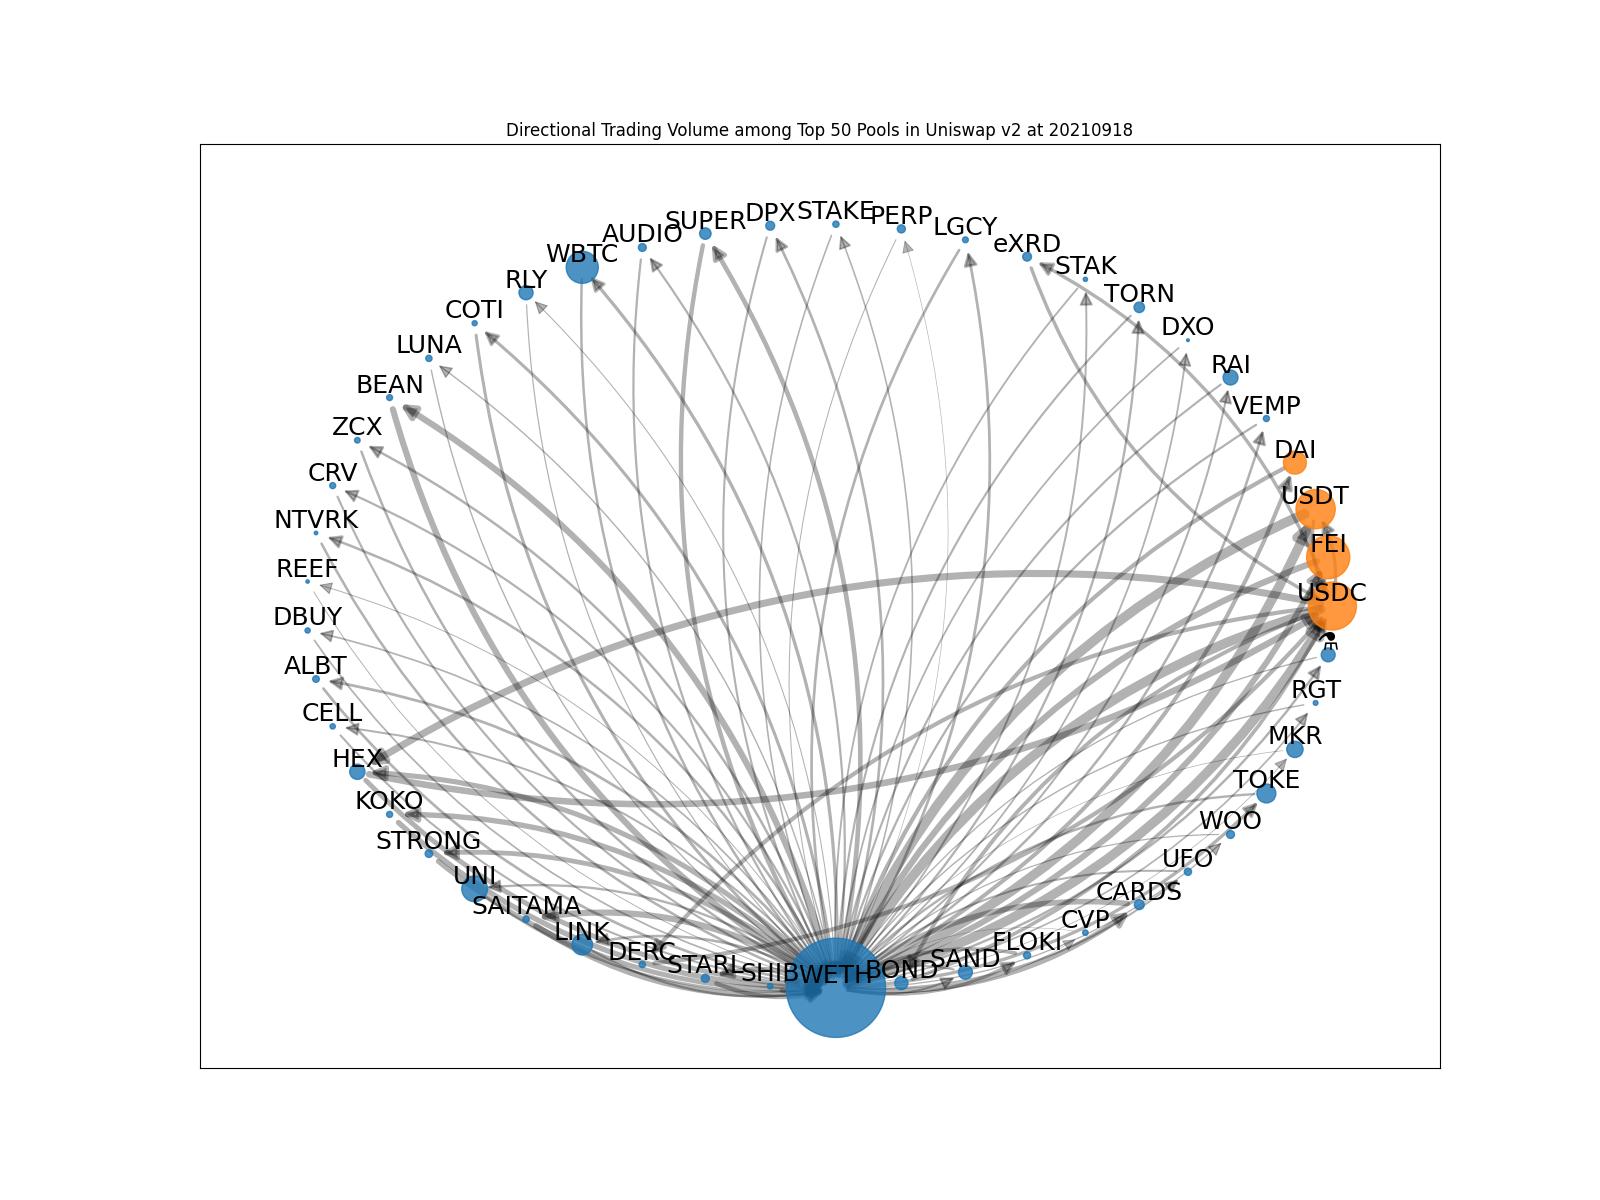 Directional Trading Volume among Top 50 Pools in Uniswap v2 at 20210918
STAKE
DPX
PERP
SUPER
LGCY
AUDIO
eXRD
WBTC
STAK
RLY
TORN
COTI
DXO
LUNA
RAI
BEAN
VEMP
ZCX
DAI
CRV
USDT
NTVRK
FEI
REEF
USDC
DBUY
ALBT
RGT
CELL
MKR
HEX
TOKE
KOKO
WOO
STRONG
UFO
UNI
CARDS
SAITAMA
CVP
LINK
FLOKI
DERC
SAND
STARL
BOND
SHIB
WETH